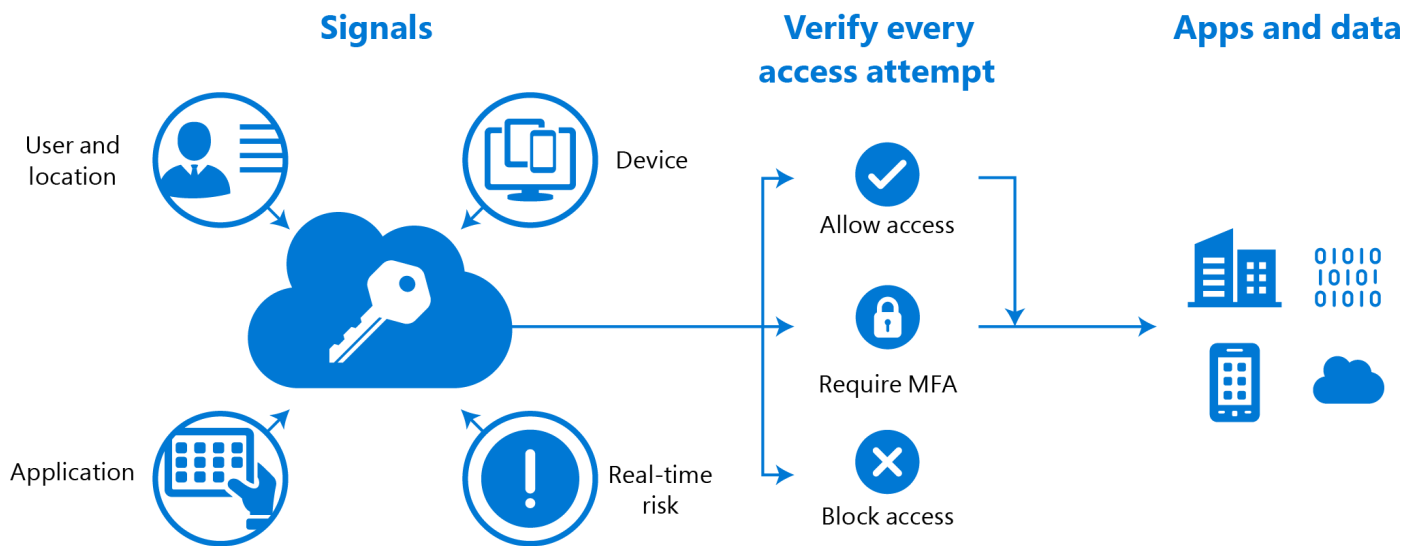 Signals
Verify every
access attempt
Apps and data
User and
location
Device
Allow access
01010
10101
01010
Require MFA
Application
Real-time
risk
Block access